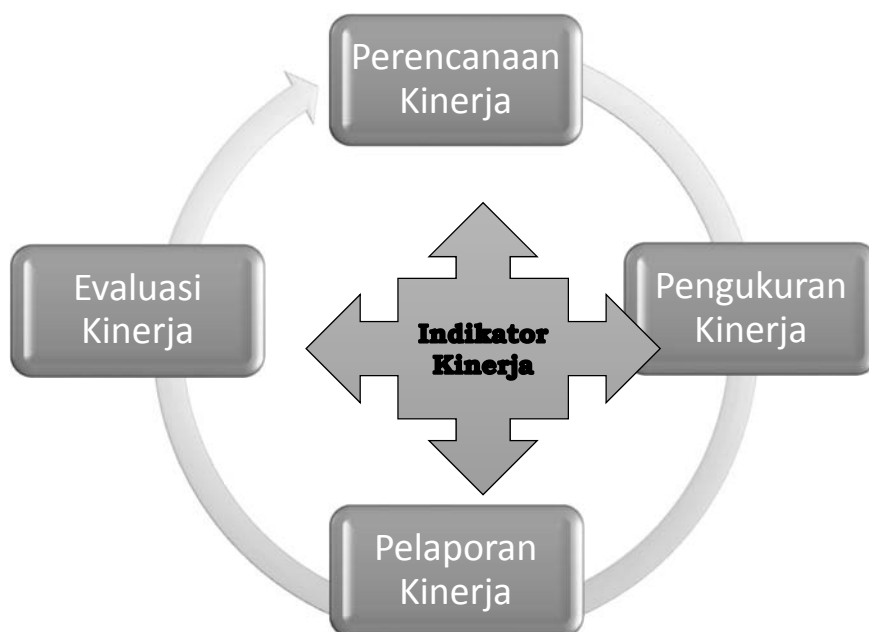 Perencanaan
Kinerja
Evaluasi
Kinerja
Indikator
Kinerja
Pengukuran
Kinerja
Pelaporan
Kinerja